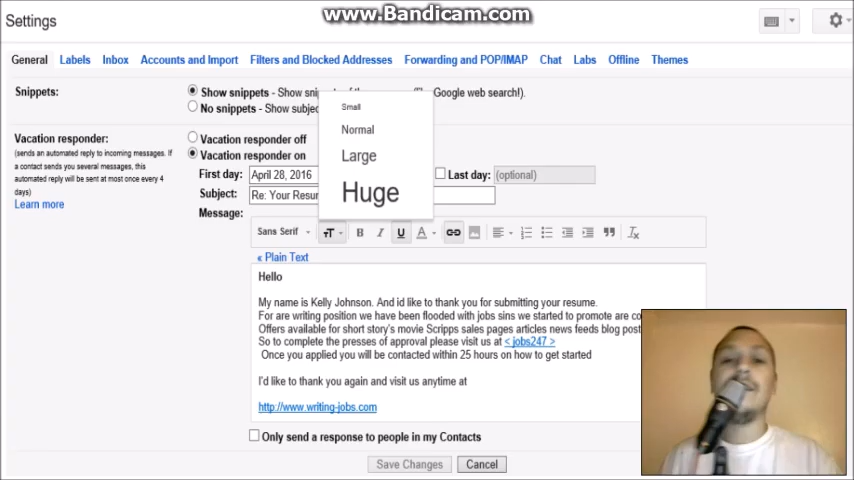 www.Bandicam.com
Settings
General Labels Inbox Accounts and Import Filters and Blocked Addresses Forwarding and POP/IMAP Chat Labs Offline Themes
Snippets:
Show snippets - Show Google web search!).
No snippets - Show
Small
Normal
Large
Huge
Vacation responder:
(sends an automated reply to incoming messages. If
a contact sends you several messages, this
automated reply will be sent at most once every 4
days)
Learn more
Vacation responder off
Vacation responder on
First day: April 28, 2016 Last day: (optional)
Subject: Re: Your
Message:
Sans Serif
« Plain Text
Hello
My name is Kelly Johnson. And id like to thank you for submitting your resume.
For are writing position we have been flooded with jobs sins we started to promote are
Offers available for short story's movie Scripps sales pages articles news feeds blog
So to complete the presses of approval please visit us at < jobs247 >
Once you applied you will be contacted within 25 hours on how to get started
I'd like to thank you again and visit us anytime at
http://www.writing-jobs.com
Only send a response to people in my Contacts
Save Changes Cancel